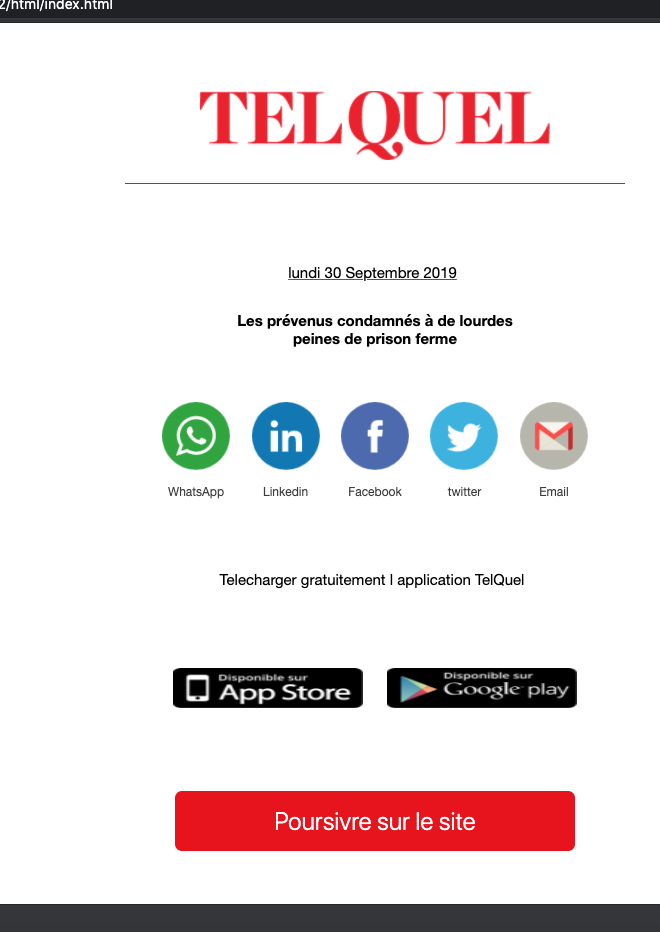 2/html/index.html
TELQUEL
lundi 30 Septembre 2019
Les prévenus condamnés à de lourdes
peines de prison ferme
WhatsApp Linkedin Facebook twitter Email
Telecharger gratuitement l application TelQuel
Disponible sur
App Store
Disponible sur
Google play
Poursivre sur le site